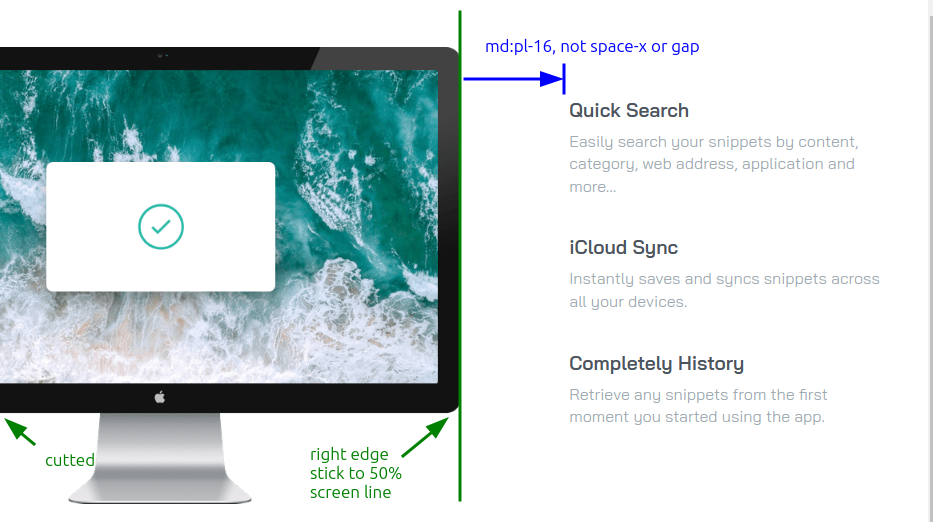 md:pl-16, not space-x or gap
Quick Search
Easily search your snippets by content,
category, web address, application and
more...
iCloud Sync
Instantly saves and syncs snippets across
all your devices.
Completely History
Retrieve any snippets from the first
moment you started using the app.
cutted
right edge
stick to 50%
screen line